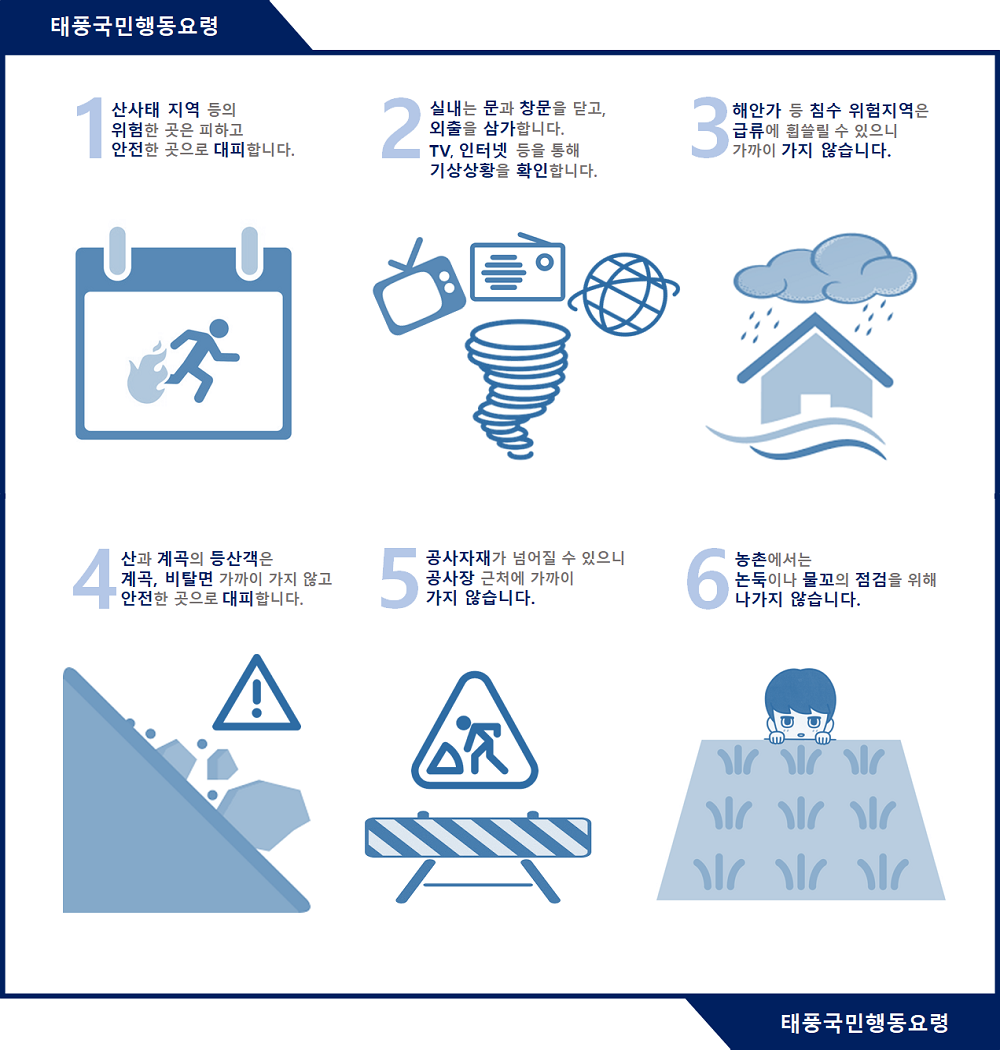 태풍국민행동요령
1
산사태 지역 등의
위험한 곳은 피하고
안전한 곳으로 대피합니다.
2
실내는 문과 창문을 닫고,
외출을 삼가합니다.
TV, 인터넷 등을 통해
기상상황을 확인합니다.
3
해안가 등 침수 위험지역은
급류에 휩쓸릴 수 있으니
가까이 가지 않습니다.
4
산과 계곡의 등산객은
계곡, 비탈면 가까이 가지 않고
안전한 곳으로 대피합니다.
5
공사자재가 넘어질 수 있으니
공사장 근처에 가까이
가지 않습니다.
6
농촌에서는
논둑이나 물꼬의 점검을 위해
나가지 않습니다.
태풍국민행동요령